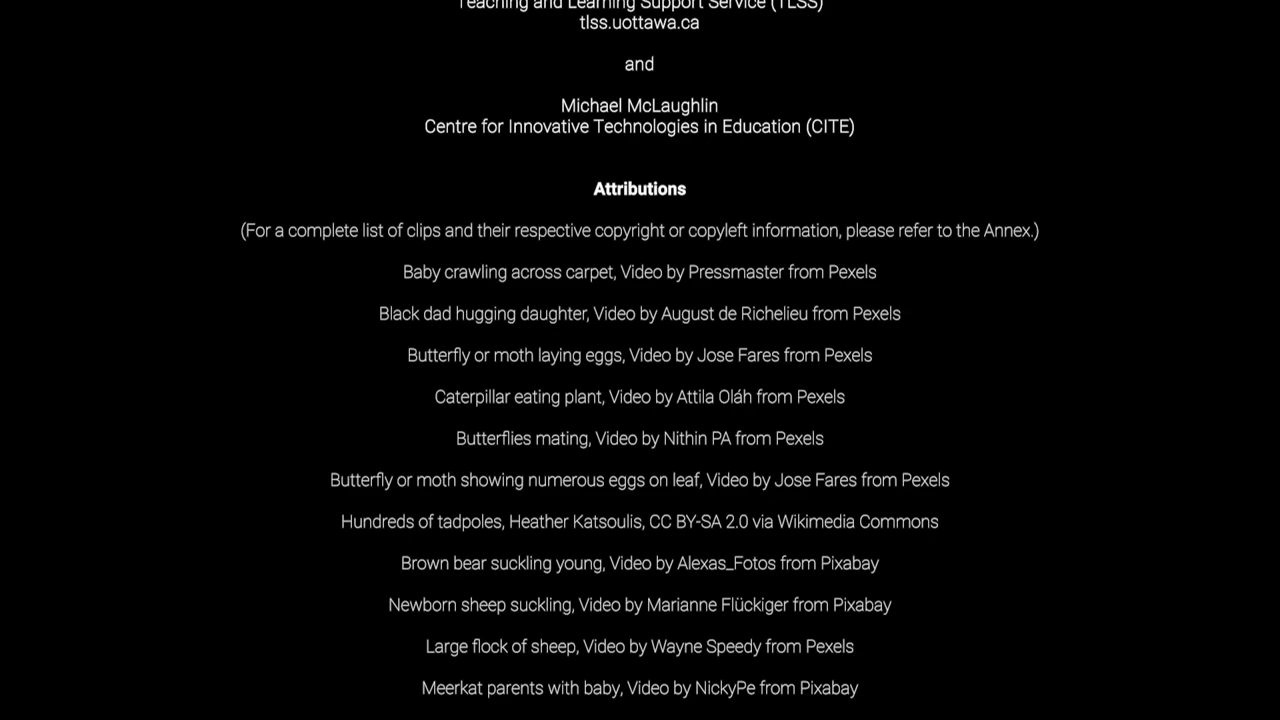 Teaching and Learning Support Service (TLSS)
tlss.uottawa.ca
and
Michael McLaughlin
Centre for Innovative Technologies in Education (CITE)
Attributions
(For a complete list of clips and their respective copyright or copyleft information, please refer to the Annex.)
Baby crawling across carpet, Video by Pressmaster from Pexels
Black dad hugging daughter, Video by August de Richelieu from Pexels
Butterfly or moth laying eggs, Video by Jose Fares from Pexels
Caterpillar eating plant, Video by Attila Oláh from Pexels
Butterflies mating, Video by Nithin PA from Pexels
Butterfly or moth showing numerous eggs on leaf, Video by Jose Fares from Pexels
Hundreds of tadpoles, Heather Katsoulis, CC BY-SA 2.0 via Wikimedia Commons
Brown bear suckling young, Video by Alexas_Fotos from Pixabay
Newborn sheep suckling, Video by Marianne Flückiger from Pixabay
Large flock of sheep, Video by Wayne Speedy from Pexels
Meerkat parents with baby, Video by NickyPe from Pixabay